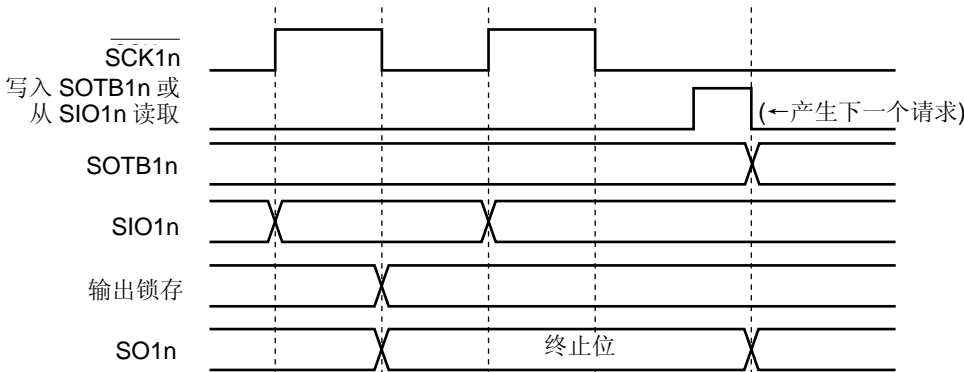 SCK1n
写入 SOTB1n 或
从 SIO1n 读取
(←产生下一个请求)
SOTB1n
SIO1n
输出锁存
SO1n
终止位